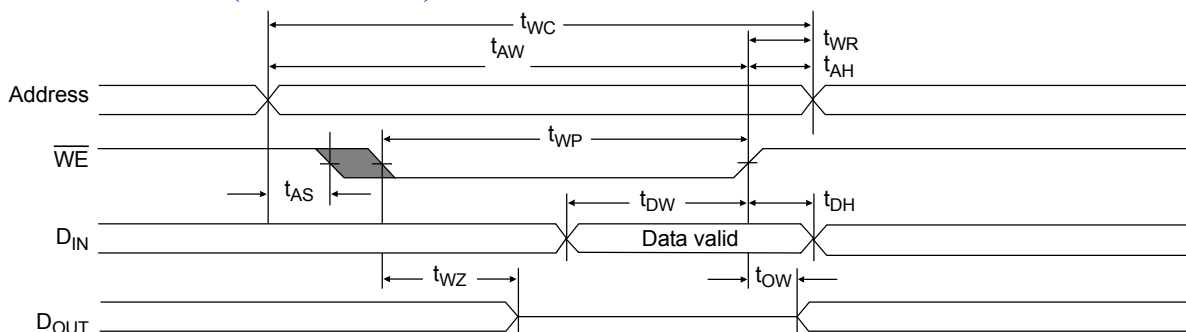 tWC
tAW
tWR
tAH
Address
tWP
WE
tAS
tDW
tDH
DIN
Data valid
tWZ
tOW
DOUT